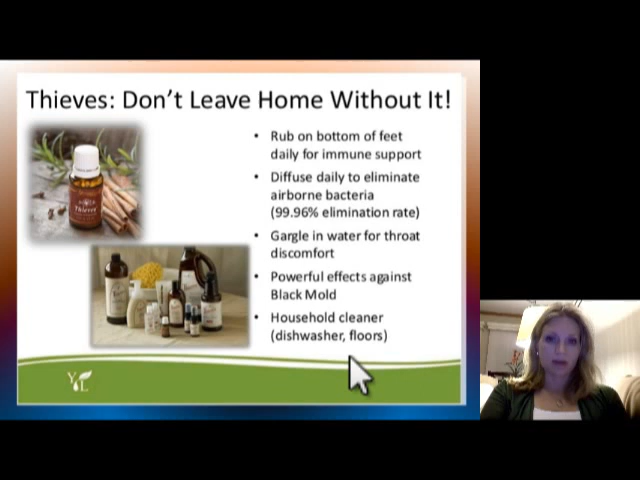 Thieves: Don't Leave Home Without It!
• Rub on bottom of feet
daily for immune support
• Diffuse daily to eliminate
airborne bacteria
(99.96% elimination rate)
• Gargle in water for throat
discomfort
• Powerful effects against
Black Mold
• Household cleaner
(dishwasher, floors)
Thieves
Y L